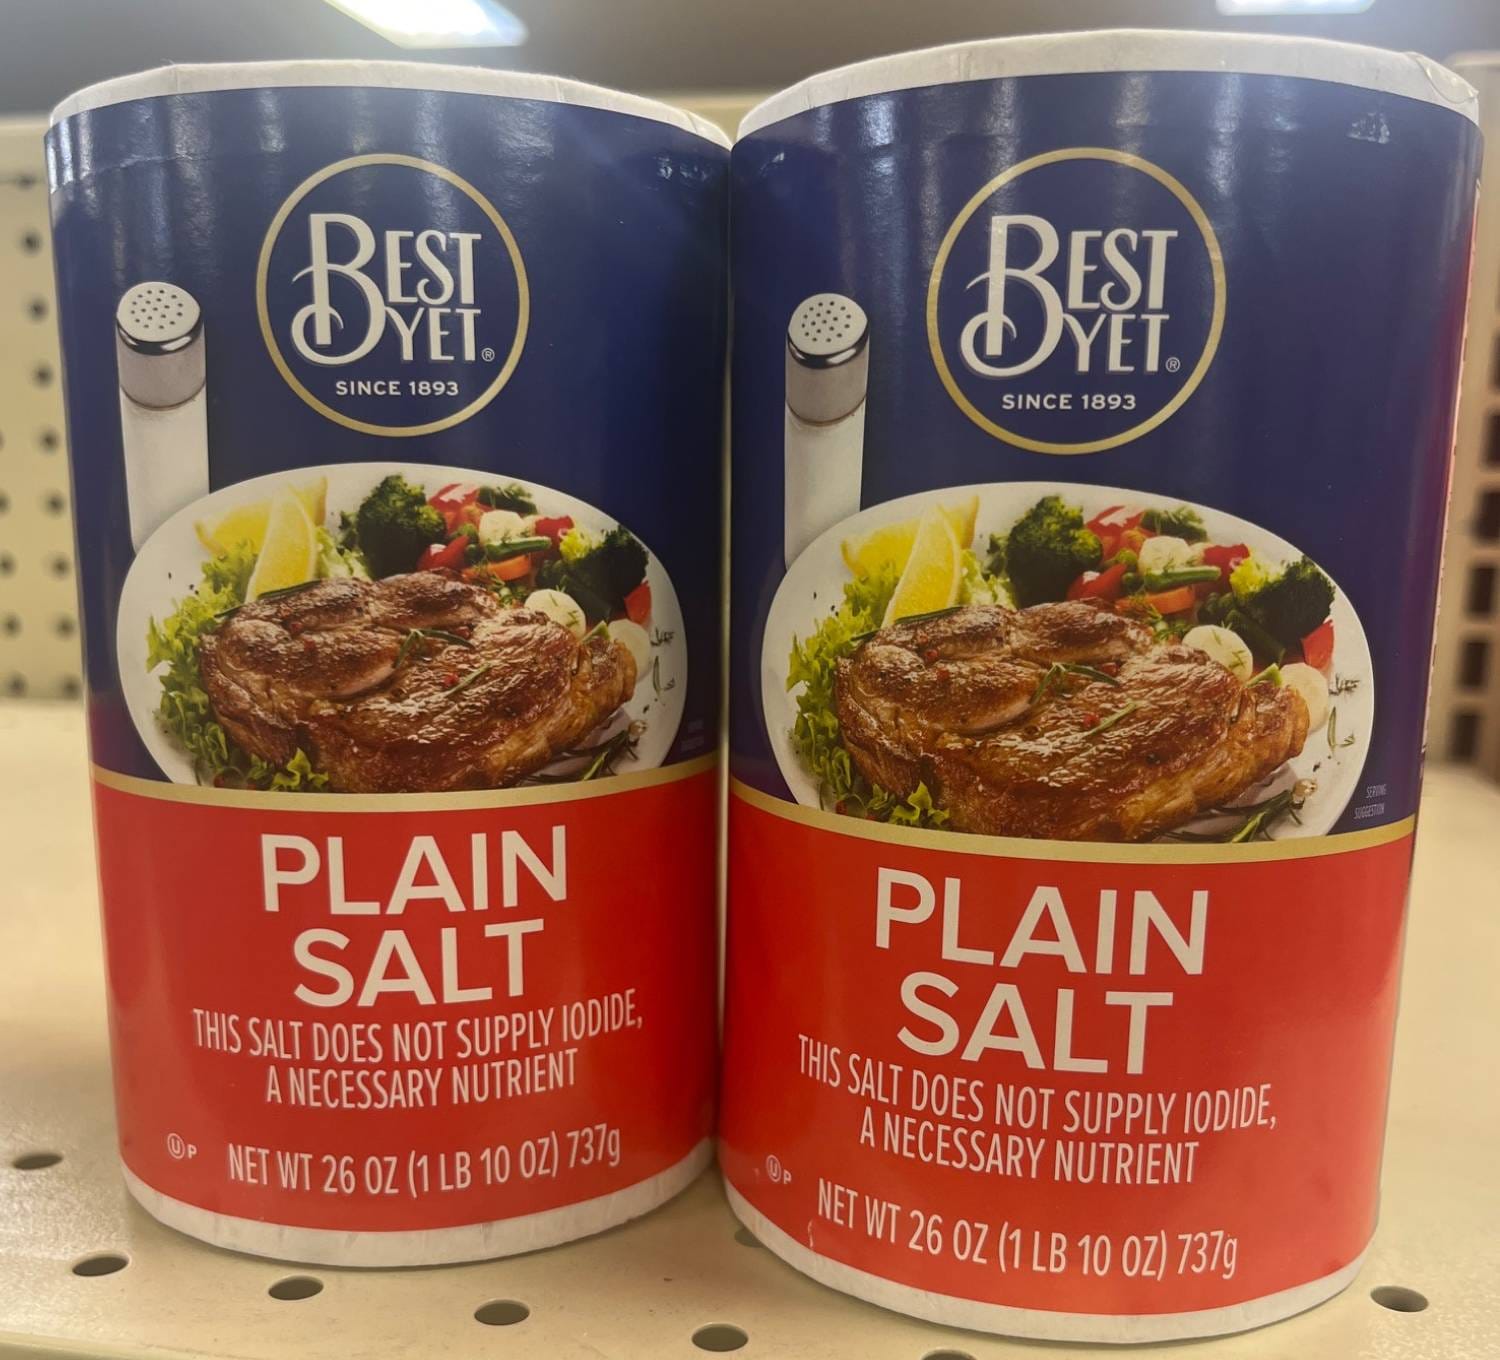 BEST
YET®
SINCE 1893
PLAIN
SALT
THIS SALT DOES NOT SUPPLY IODIDE,
A NECESSARY NUTRIENT
U P
NET WT 26 OZ (1 LB 10 OZ) 737g
BEST
YET®
SINCE 1893
SERVING
SUGGESTION
PLAIN
SALT
THIS SALT DOES NOT SUPPLY IODIDE,
A NECESSARY NUTRIENT
U P
NET WT 26 OZ (1 LB 10 OZ) 737g